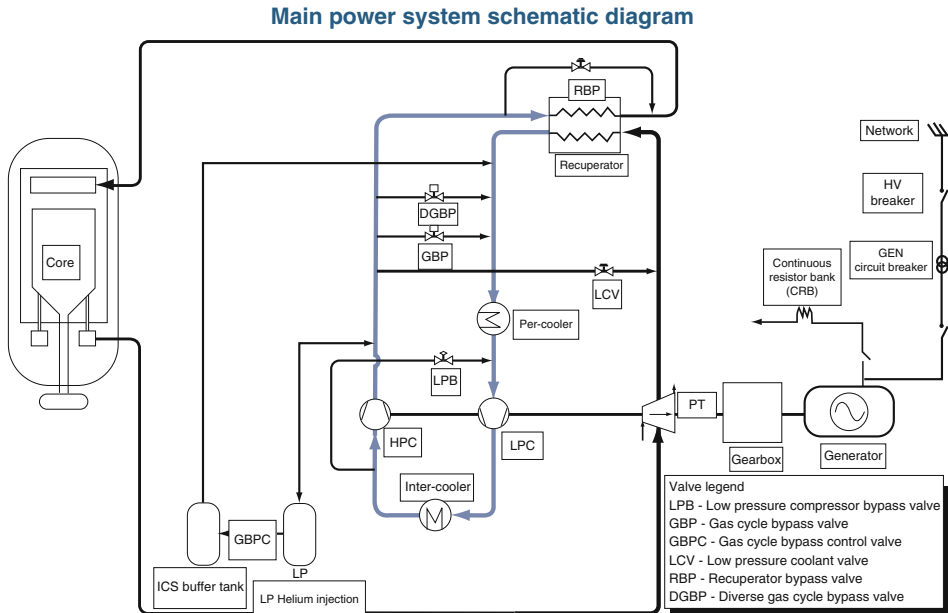 Main power system schematic diagram
RBP
Recuperator
Network
HV
breaker
DGBP
GBP
Core
Continuous
resistor bank
(CRB)
GEN
circuit breaker
LCV
Per-cooler
LPB
HPC
LPC
PT
Gearbox
Generator
Inter-cooler
GBPC
LP
ICS buffer tank
LP Helium injection
Valve legend
LPB - Low pressure compressor bypass valve
GBP - Gas cycle bypass valve
GBPC - Gas cycle bypass control valve
LCV - Low pressure coolant valve
RBP - Recuperator bypass valve
DGBP - Diverse gas cycle bypass valve